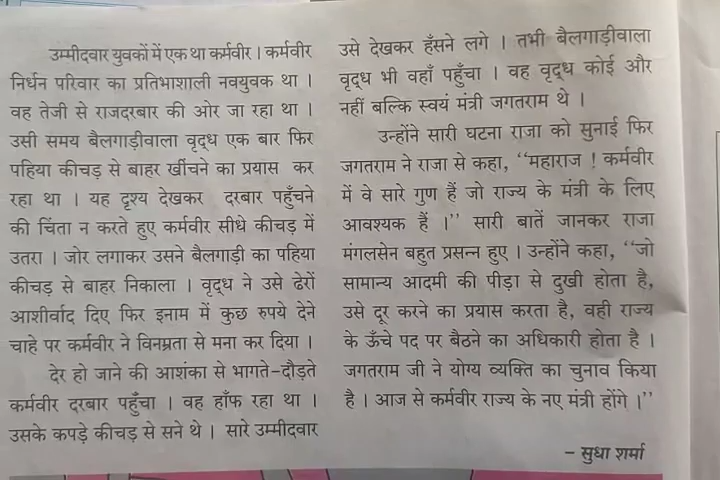 उम्मीदवार युवकों में एक था कर्मवीर । कर्मवीर
निर्धन परिवार का प्रतिभाशाली नवयुवक था ।
वह तेजी से राजदरबार की ओर जा रहा था ।
उसी समय बैलगाड़ीवाला वृद्ध एक बार फिर
पहिया कीचड़ से बाहर खींचने का प्रयास कर
रहा था । यह दृश्य देखकर दरबार पहुँचने
की चिंता न करते हुए कर्मवीर सीधे कीचड़ में
उतरा । जोर लगाकर उसने बैलगाड़ी का पहिया
कीचड़ से बाहर निकाला । वृद्ध ने उसे ढेरों
आशीर्वाद दिए फिर इनाम में कुछ रुपये देने
चाहे पर कर्मवीर ने विनम्रता से मना कर दिया ।
देर हो जाने की आशंका से भागते-दौड़ते
कर्मवीर दरबार पहुँचा । वह हाँफ रहा था ।
उसके कपड़े कीचड़ से सने थे । सारे उम्मीदवार
उसे देखकर हँसने लगे । तभी बैलगाड़ीवाला
वृद्ध भी वहाँ पहुँचा । वह वृद्ध कोई और
नहीं बल्कि स्वयं मंत्री जगतराम थे ।
उन्होंने सारी घटना राजा को सुनाई फिर
जगतराम ने राजा से कहा, “महाराज ! कर्मवीर
में वे सारे गुण हैं जो राज्य के मंत्री के लिए
आवश्यक हैं ।” सारी बातें जानकर राजा
मंगलसेन बहुत प्रसन्न हुए । उन्होंने कहा, “जो
सामान्य आदमी की पीड़ा से दुखी होता है,
उसे दूर करने का प्रयास करता है, वही राज्य
के ऊँचे पद पर बैठने का अधिकारी होता है ।
जगतराम जी ने योग्य व्यक्ति का चुनाव किया
है । आज से कर्मवीर राज्य के नए मंत्री होंगे ।”
– सुधा शर्मा